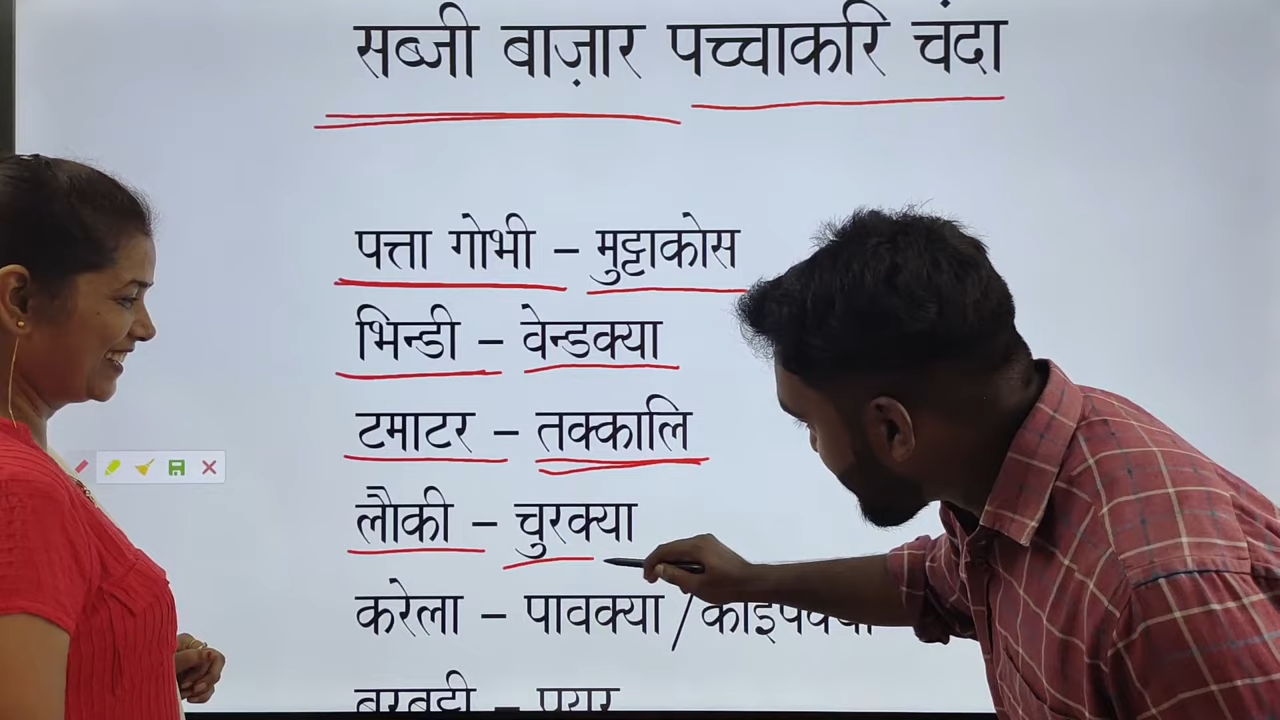 सब्जी बाज़ार पच्चाकरि चंदा
पत्ता गोभी – मुट्टाकोस
भिन्डी – वेन्डक्या
टमाटर – तक्कालि
लौकी – चुरक्या
करेला – पावक्या /